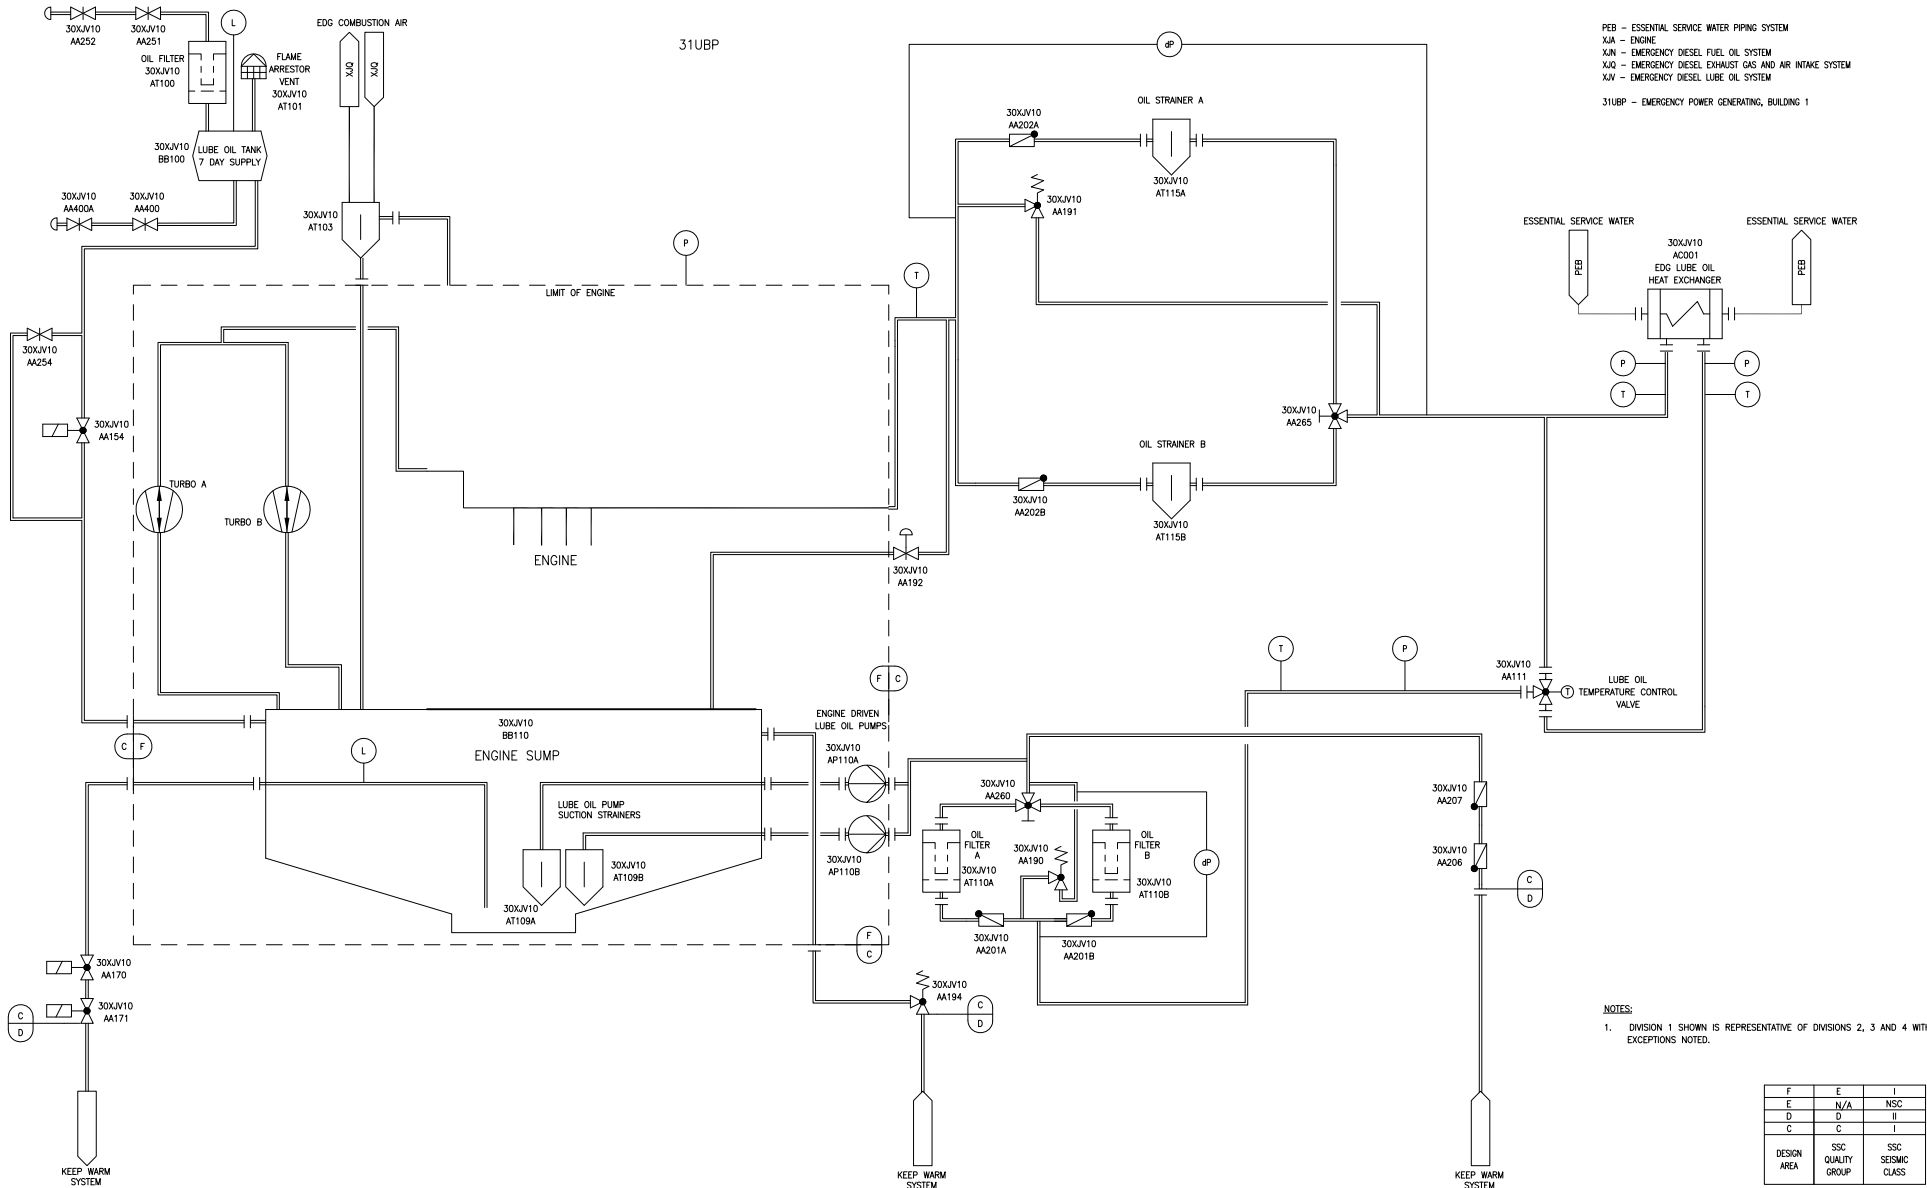 30XJV10
AA252
30XJV10
AA251
L
OIL FILTER
30XJV10
AT100
FLAME
ARRESTOR
VENT
30XJV10
AT101
30XJV10
BB100
LUBE OIL TANK
7 DAY SUPPLY
30XJV10
AA400A
30XJV10
AA400
EDG COMBUSTION AIR
XJQ
XJQ
30XJV10
AT103
31UBP
P
LIMIT OF ENGINE
T
dP
OIL STRAINER A
30XJV10
AA202A
30XJV10
AT115A
30XJV10
AA191
30XJV10
AA265
OIL STRAINER B
30XJV10
AA202B
30XJV10
AT115B
PEB – ESSENTIAL SERVICE WATER PIPING SYSTEM
XJA – ENGINE
XJN – EMERGENCY DIESEL FUEL OIL SYSTEM
XJQ – EMERGENCY DIESEL EXHAUST GAS AND AIR INTAKE SYSTEM
XJV – EMERGENCY DIESEL LUBE OIL SYSTEM
31UBP – EMERGENCY POWER GENERATING, BUILDING 1
ESSENTIAL SERVICE WATER
ESSENTIAL SERVICE WATER
PEB
PEB
30XJV10
AC001
EDG LUBE OIL
HEAT EXCHANGER
P
P
T
T
30XJV10
AA254
30XJV10
AA154
TURBO A
TURBO B
ENGINE
30XJV10
AA192
F C
T
P
30XJV10
AA111
T
LUBE OIL
TEMPERATURE CONTROL
VALVE
C F
30XJV10
BB110
ENGINE SUMP
L
LUBE OIL PUMP
SUCTION STRAINERS
30XJV10
AT109A
30XJV10
AT109B
ENGINE DRIVEN
LUBE OIL PUMPS
30XJV10
AP110A
30XJV10
AP110B
30XJV10
AA260
OIL
FILTER
A
30XJV10
AT110A
30XJV10
AA190
OIL
FILTER
B
30XJV10
AT110B
dP
30XJV10
AA201A
30XJV10
AA201B
30XJV10
AA207
30XJV10
AA206
C
D
F
C
30XJV10
AA170
30XJV10
AA171
C
D
30XJV10
AA194
C
D
KEEP WARM
SYSTEM
KEEP WARM
SYSTEM
KEEP WARM
SYSTEM
NOTES:
1. DIVISION 1 SHOWN IS REPRESENTATIVE OF DIVISIONS 2, 3 AND 4 WITH
EXCEPTIONS NOTED.
F E I
E N/A NSC
D D II
C C I
DESIGN
AREA
SSC
QUALITY
GROUP
SSC
SEISMIC
CLASS